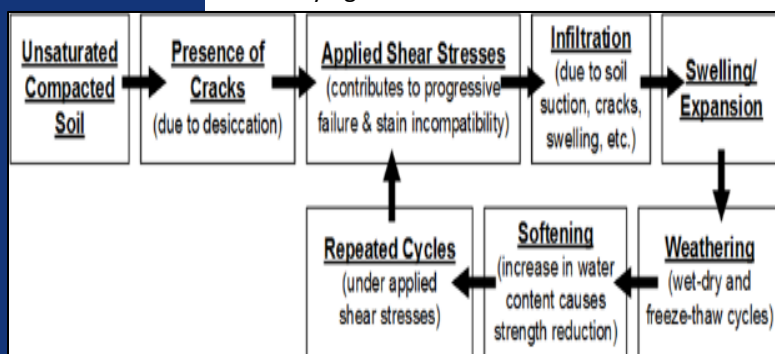 Unsaturated
Compacted
Soil
Presence of
Cracks
(due to desiccation)
Applied Shear Stresses
(contributes to progressive
failure & stain incompatibility)
Infiltration
(due to soil
suction, cracks,
swelling, etc.)
Swelling/
Expansion
Weathering
(wet-dry and
freeze-thaw cycles)
Softening
(increase in water
content causes
strength reduction)
Repeated Cycles
(under applied
shear stresses)